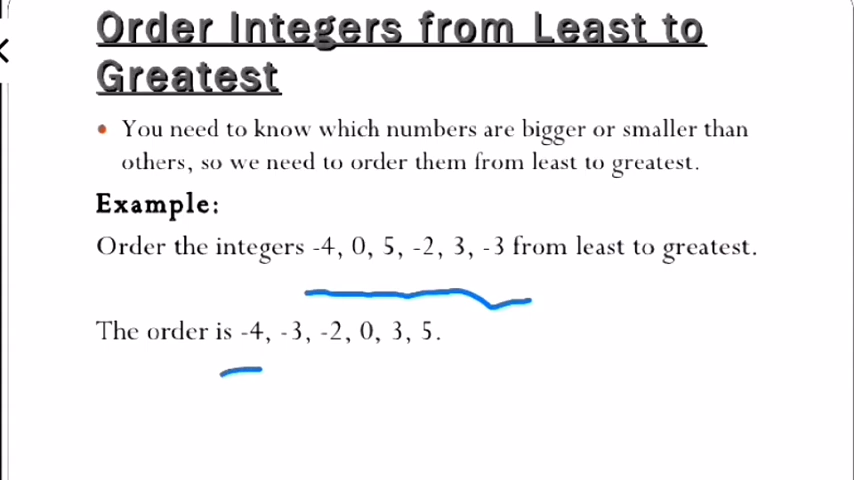 Order Integers from Least to
Greatest
• You need to know which numbers are bigger or smaller than
others, so we need to order them from least to greatest.
Example:
Order the integers -4, 0, 5, -2, 3, -3 from least to greatest.
The order is -4, -3, -2, 0, 3, 5.